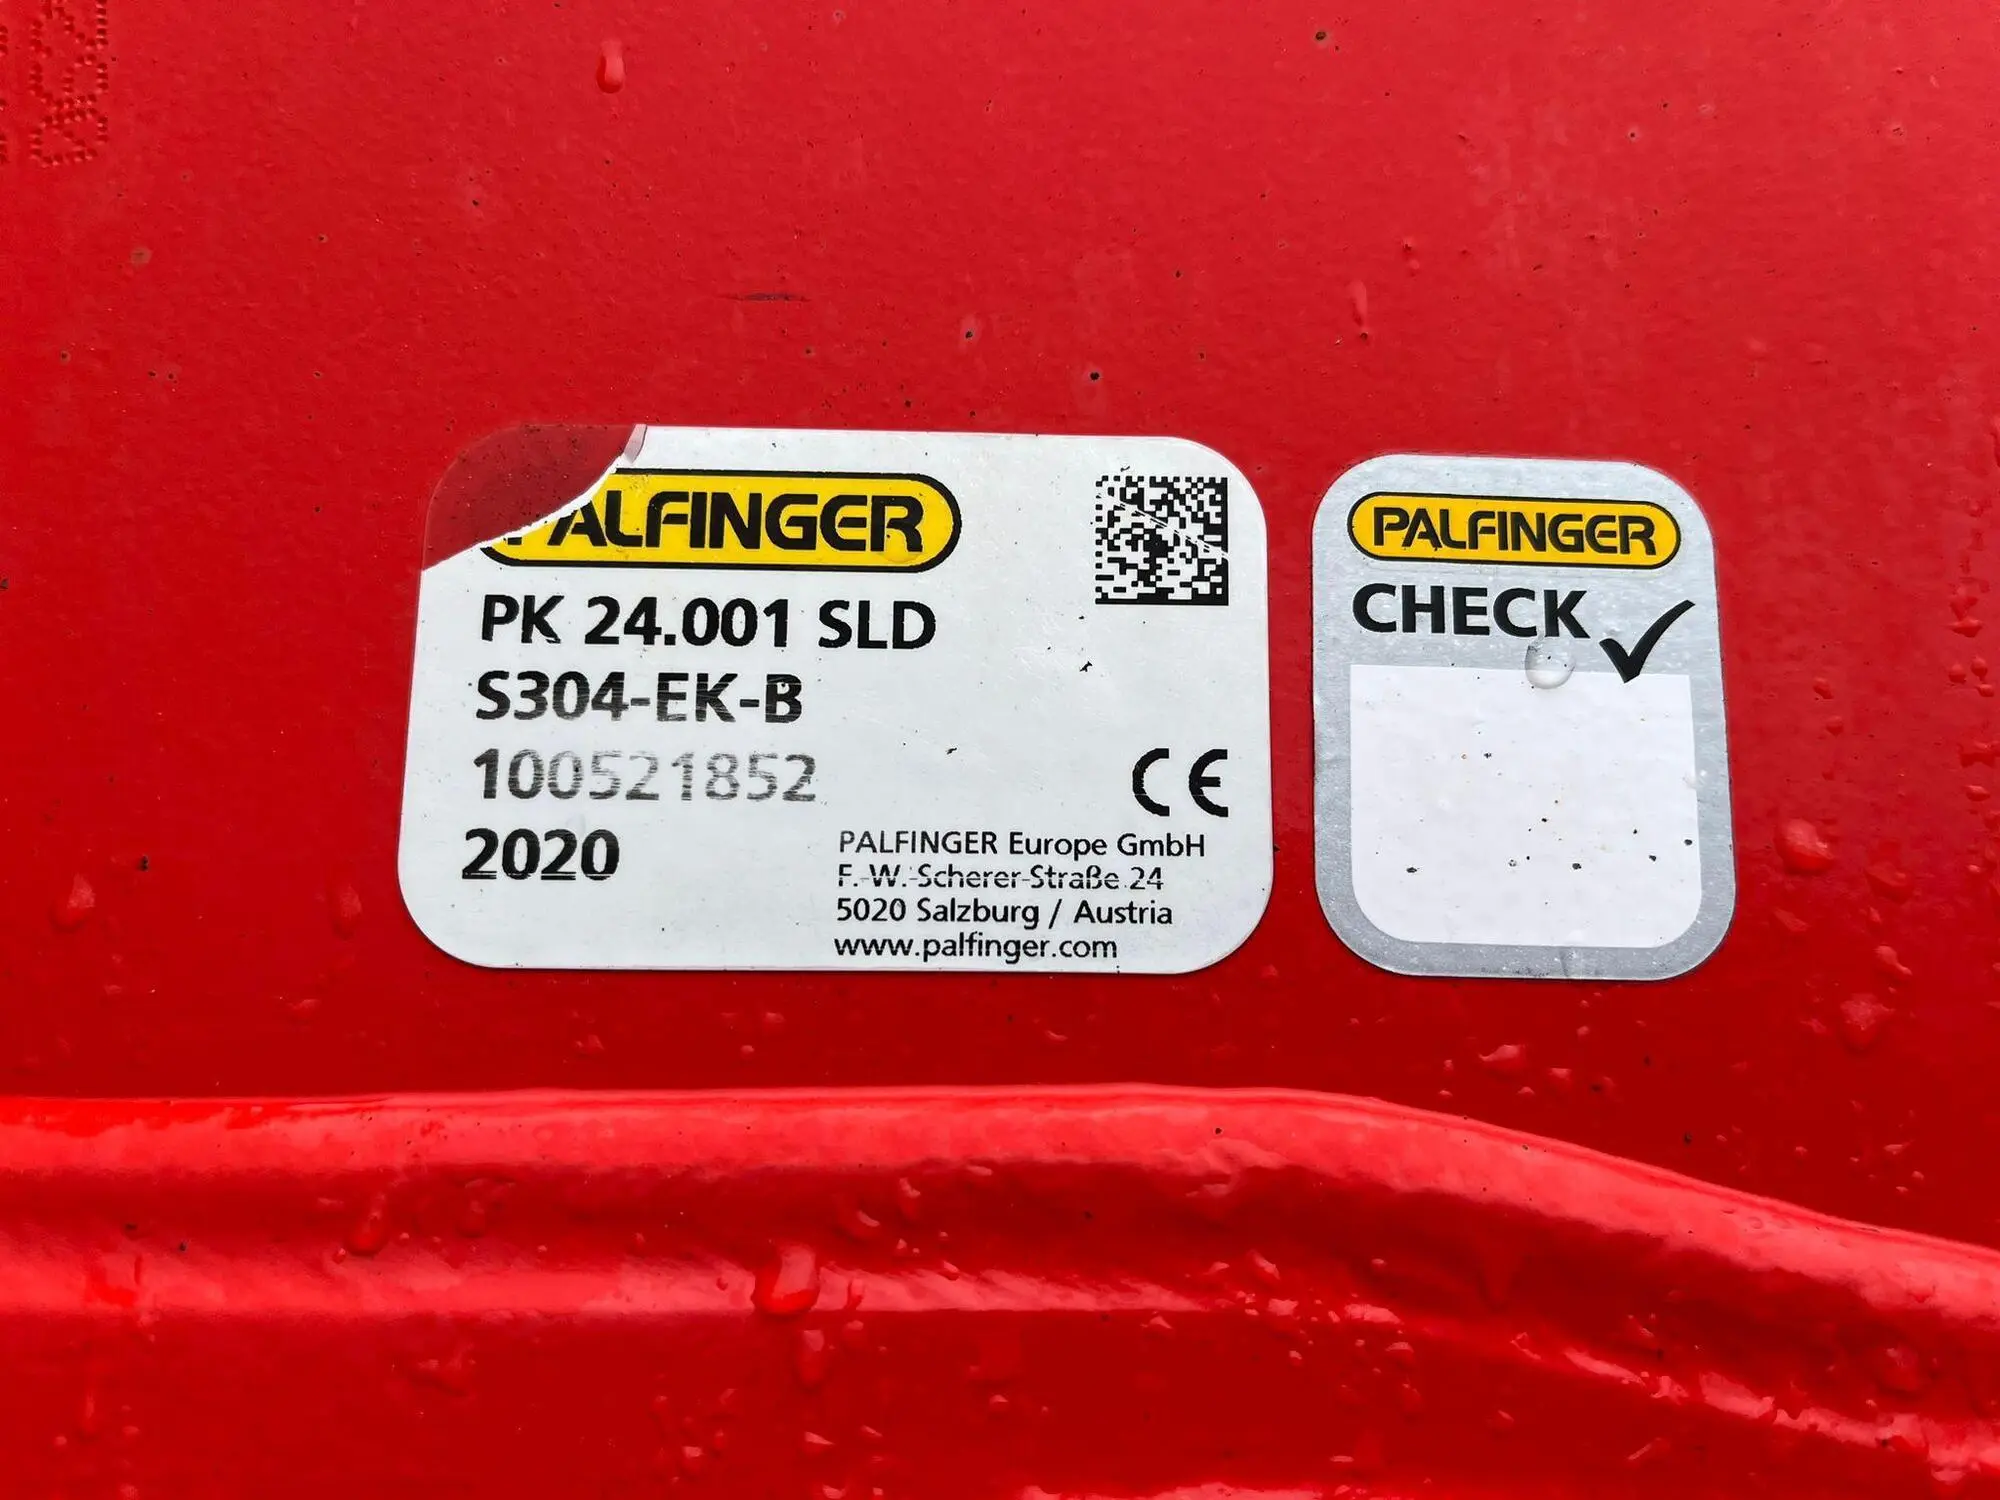 PALFINGER
PK 24.001 SLD
S304-EK-B
100521852
2020
PALFINGER Europe GmbH
F.-W.-Scherer-Straße 24
5020 Salzburg / Austria
www.palfinger.com
CE
PALFINGER
CHECK